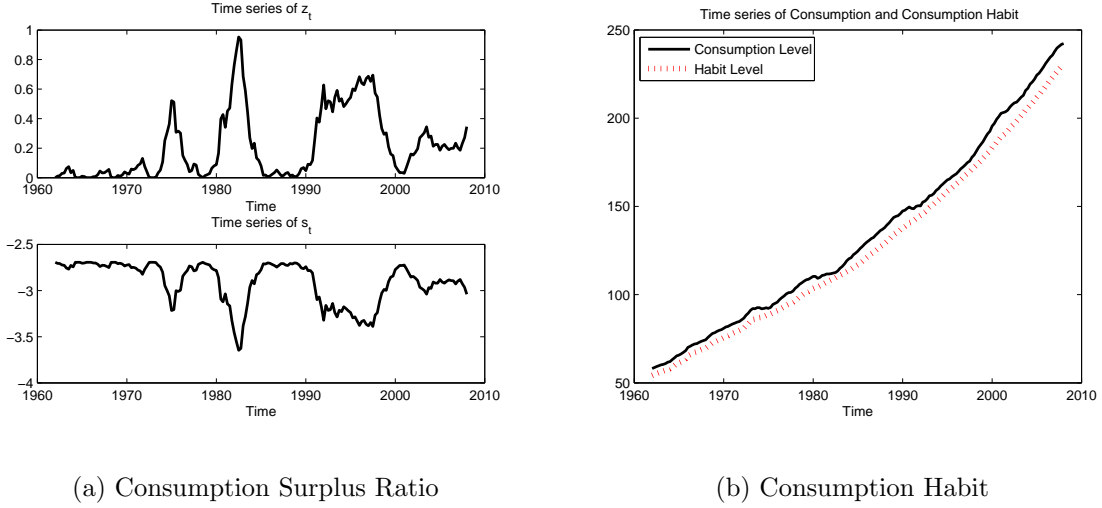 Time series of z_t
1
0.8
0.6
0.4
0.2
0
1960 1970 1980 1990 2000 2010
Time
Time series of s_t
−2.5
−3
−3.5
−4
1960 1970 1980 1990 2000 2010
Time
(a) Consumption Surplus Ratio
Time series of Consumption and Consumption Habit
250
200
150
100
50
Consumption Level
Habit Level
1960 1970 1980 1990 2000 2010
Time
(b) Consumption Habit